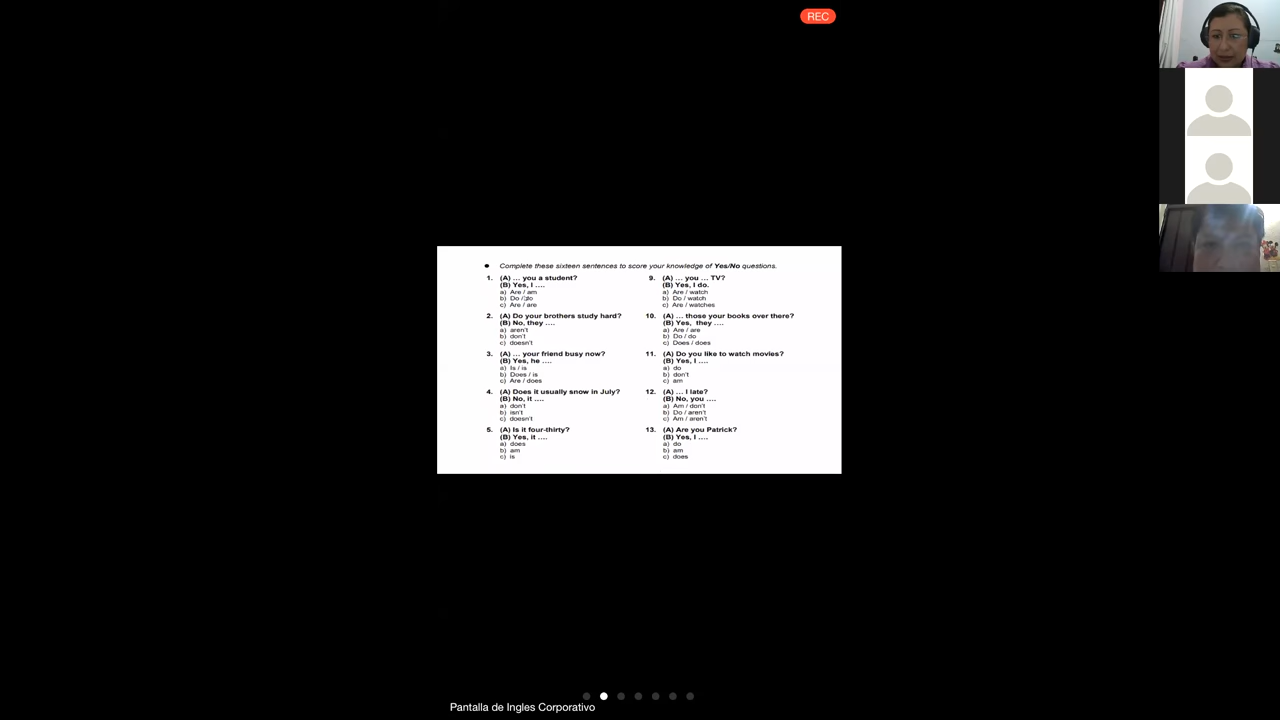 REC
Complete these sixteen sentences to score your knowledge of Yes/No questions.
1. (A) ... you a student?
(B) Yes, I ....
a) Are / am
b) Do / do
c) Are / are
2. (A) Do your brothers study hard?
(B) No, they ....
a) aren't
b) don't
c) doesn't
3. (A) ... your friend busy now?
(B) Yes, he ....
a) Is / is
b) Does / is
c) Are / does
4. (A) Does it usually snow in July?
(B) No, it ....
a) don't
b) isn't
c) doesn't
5. (A) Is it four-thirty?
(B) Yes, it ....
a) does
b) am
c) is
9. (A) ... you ... TV?
(B) Yes, I do.
a) Are / watch
b) Do / watch
c) Are / watches
10. (A) ... those your books over there?
(B) Yes, they ....
a) Are / are
b) Do / do
c) Does / does
11. (A) Do you like to watch movies?
(B) Yes, I ....
a) do
b) don't
c) am
12. (A) ... I late?
(B) No, you ....
a) Am / don't
b) Do / aren't
c) Am / aren't
13. (A) Are you Patrick?
(B) Yes, I ....
a) do
b) am
c) does
Pantalla de Ingles Corporativo